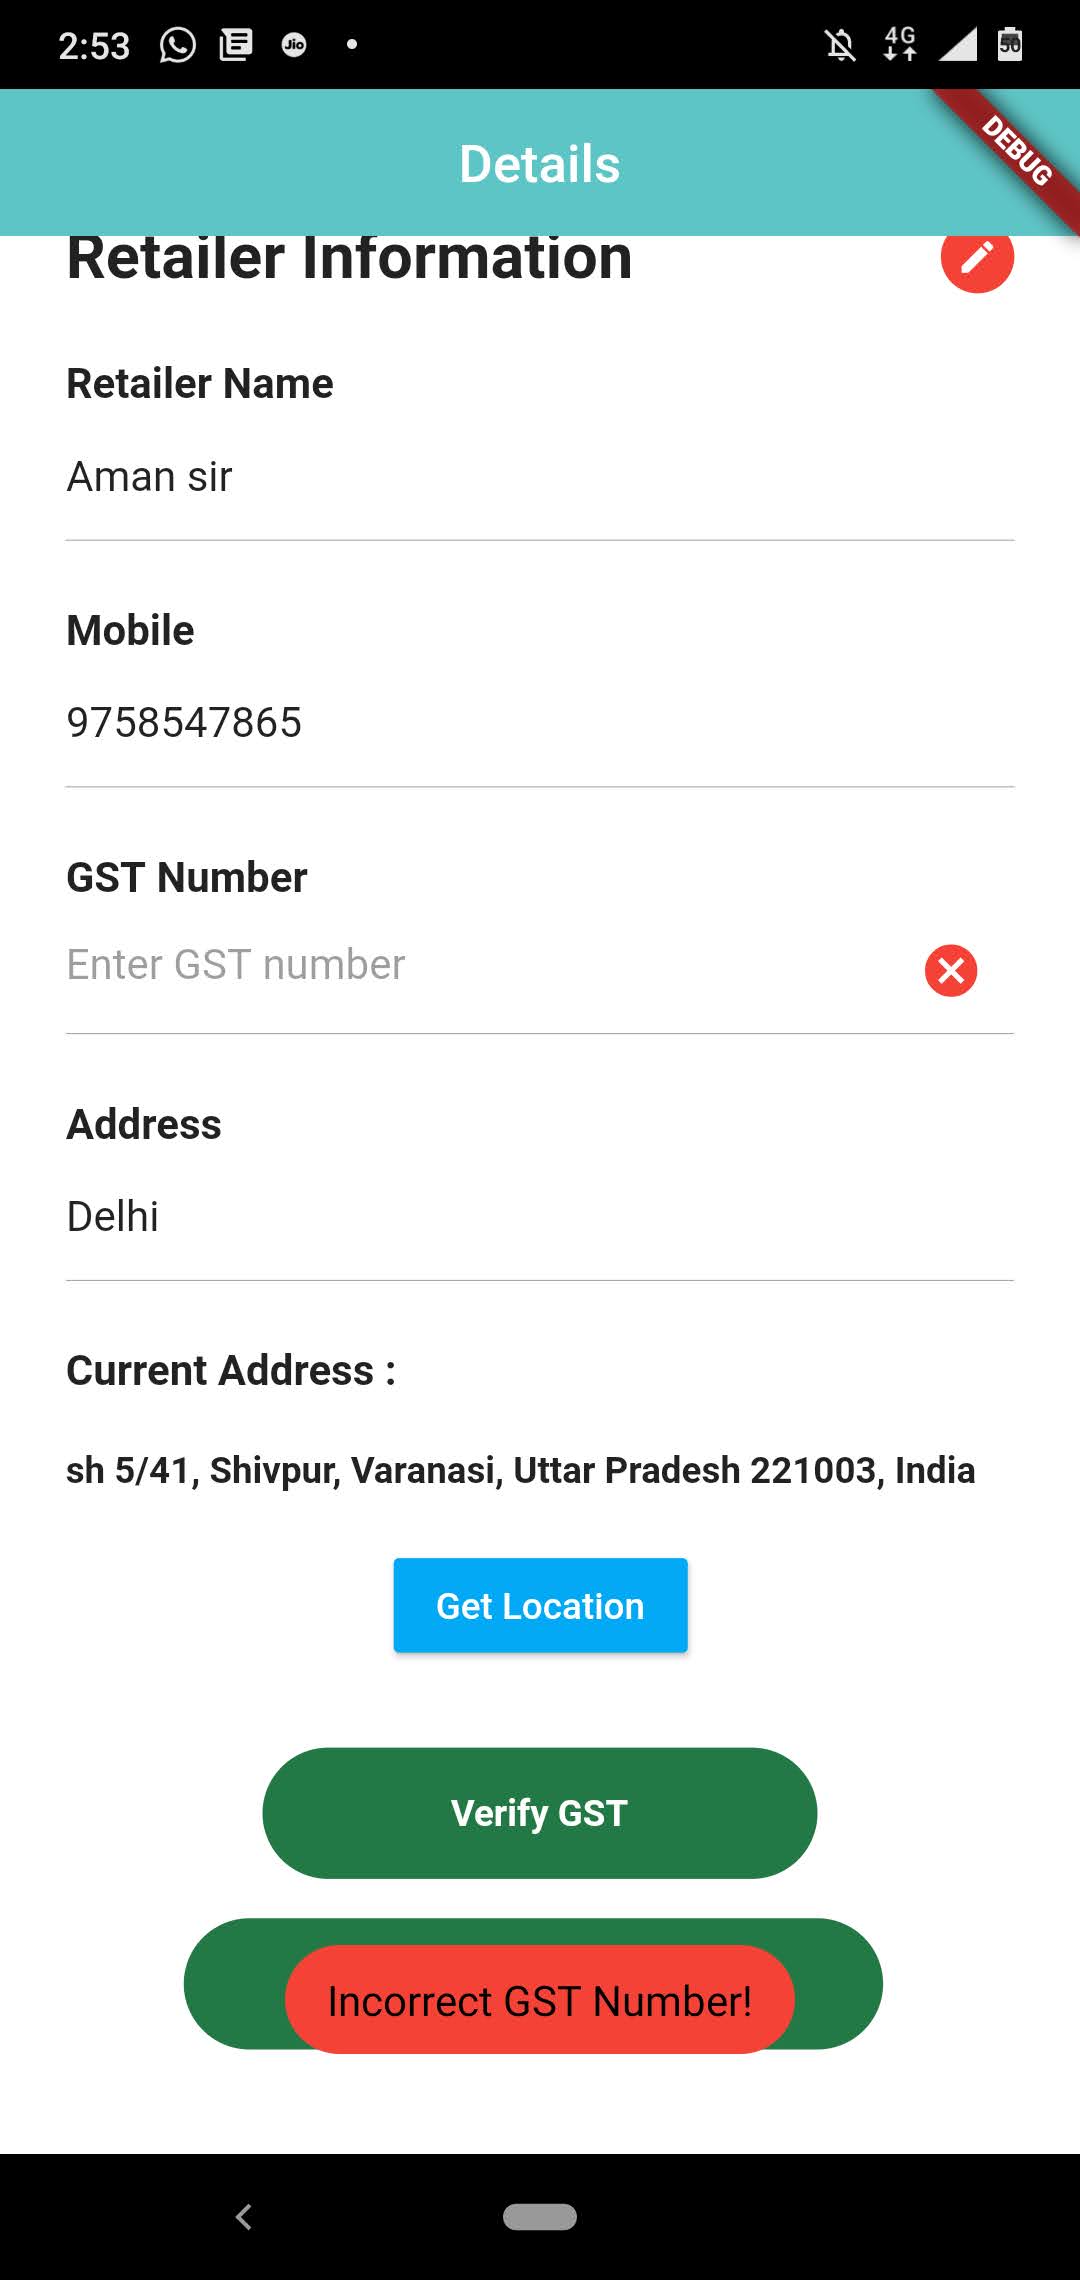 2:53
Jio
4G
50
Details
DEBUG
Retailer Information
Retailer Name
Aman sir
Mobile
9758547865
GST Number
Enter GST number
Address
Delhi
Current Address :
sh 5/41, Shivpur, Varanasi, Uttar Pradesh 221003, India
Get Location
Verify GST
Incorrect GST Number!